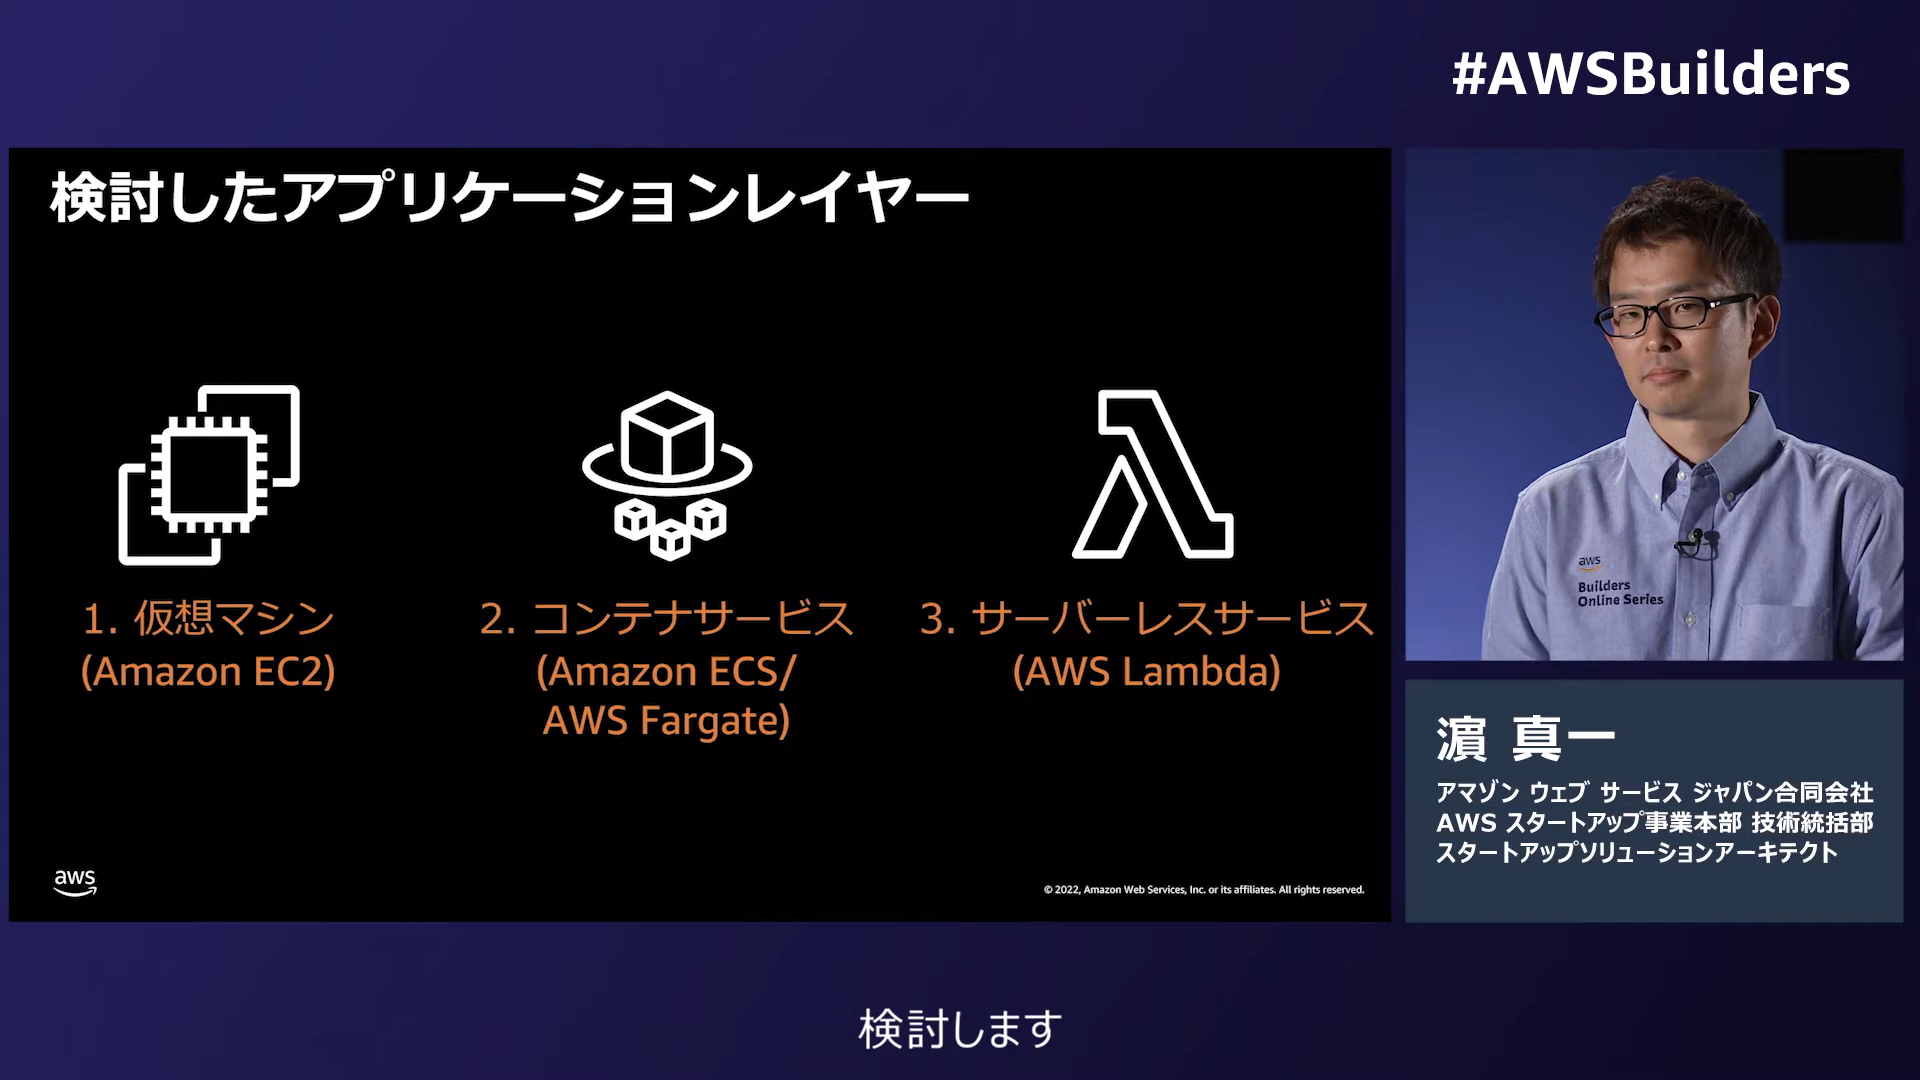 #AWSBuilders
検討したアプリケーションレイヤー
1. 仮想マシン
(Amazon EC2)
2. コンテナサービス
(Amazon ECS/
AWS Fargate)
3. サーバーレスサービス
(AWS Lambda)
aws
© 2022, Amazon Web Services, Inc. or its affiliates. All rights reserved.
aws
Builders
Online Series
濵 真一
アマゾン ウェブ サービス ジャパン合同会社
AWS スタートアップ事業本部 技術統括部
スタートアップソリューションアーキテクト
検討します